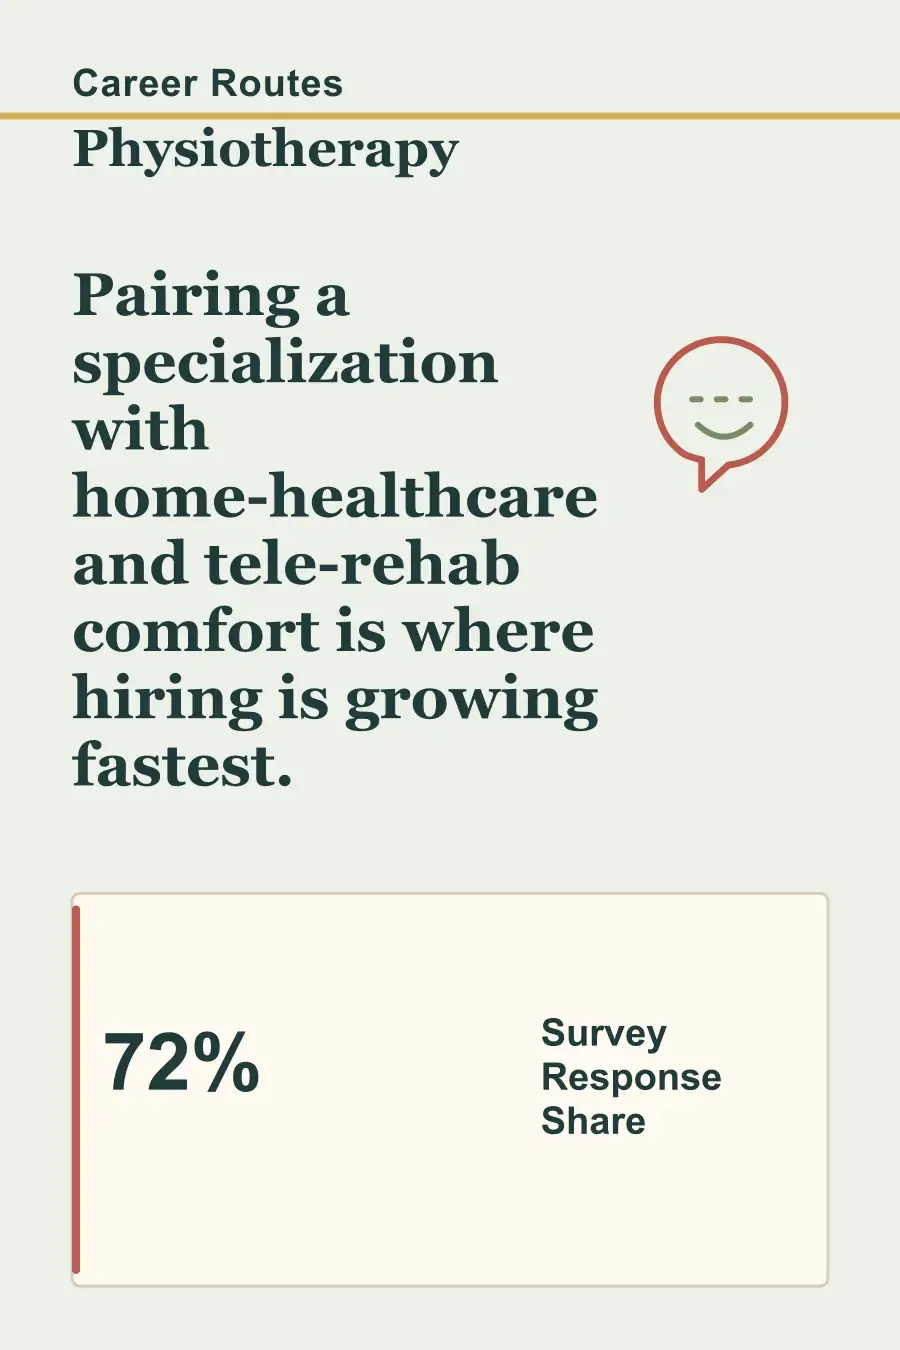 Career Routes
Physiotherapy
Pairing a
specialization
with
home-healthcare
and tele-rehab
comfort is where
hiring is growing
fastest.
72%
Survey
Response
Share